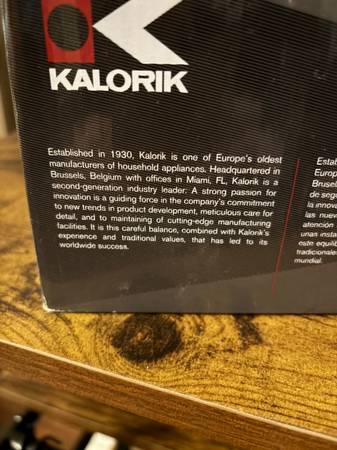 KALORIK
Established in 1930, Kalorik is one of Europe's oldest
manufacturers of household appliances. Headquartered in
Brussels, Belgium with offices in Miami, FL, Kalorik is a
second-generation industry leader. A strong passion for
innovation is a guiding force in the company's commitment
to new trends in product development, meticulous care for
detail, and to maintaining of cutting-edge manufacturing
facilities. It is this careful balance, combined with Kalorik's
experience and traditional values, that has led to its
worldwide success.
Estab
Europ
Brusel
de segu
la innova
las nuev
atención
unas insta
este equilib
tradicionale
mundial.